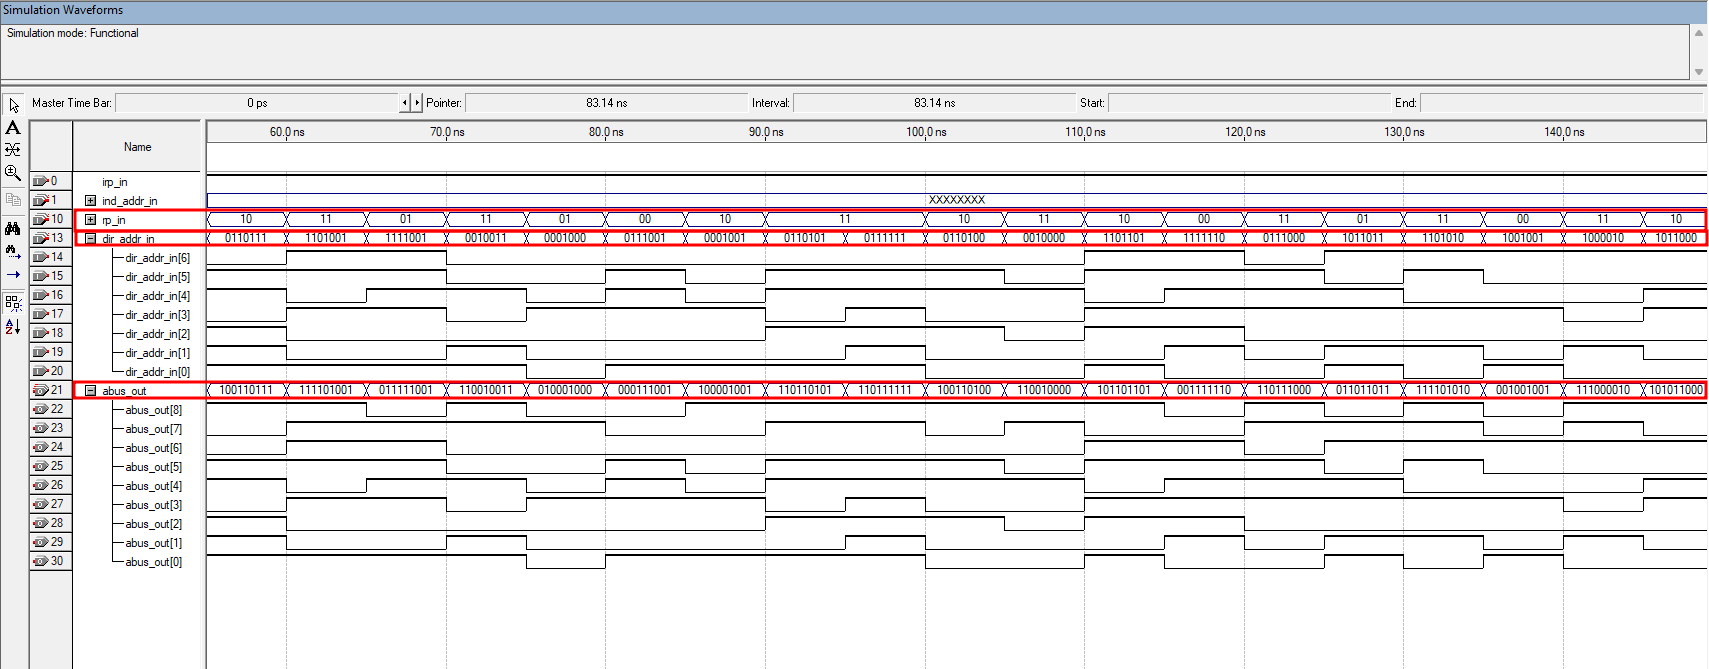 Simulation Waveforms
Simulation mode: Functional
Master Time Bar: 0 ps Pointer: 83.14 ns Interval: 83.14 ns Start: End:
Name 60.0 ns 70.0 ns 80.0 ns 90.0 ns 100.0 ns 110.0 ns 120.0 ns 130.0 ns 140.0 ns
0 irp_in
1 ind_addr_in XXXXXXXX
10 rp_in 10 11 01 11 01 00 10 11 10 11 10 00 11 01 11 00 11 10
13 dir_addr_in 0110111 1101001 1111001 0010011 0001000 0111001 0001001 0110101 0111111 0110100 0010000 1101101 1111110 0111000 1011011 1101010 1001001 1000010 1011000
14 dir_addr_in[6]
15 dir_addr_in[5]
16 dir_addr_in[4]
17 dir_addr_in[3]
18 dir_addr_in[2]
19 dir_addr_in[1]
20 dir_addr_in[0]
21 abus_out 100110111 111101001 011111001 110010011 010001000 000111001 100001001 110110101 110111111 100110100 110010000 101101101 001111110 110111000 011011011 111101010 001001001 111000010 101011000
22 abus_out[8]
23 abus_out[7]
24 abus_out[6]
25 abus_out[5]
26 abus_out[4]
27 abus_out[3]
28 abus_out[2]
29 abus_out[1]
30 abus_out[0]